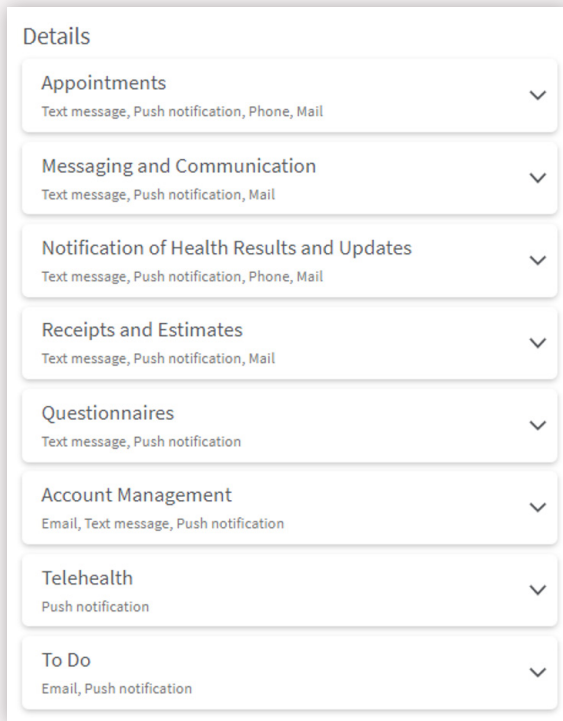 Details
Appointments
Text message, Push notification, Phone, Mail
Messaging and Communication
Text message, Push notification, Mail
Notification of Health Results and Updates
Text message, Push notification, Phone, Mail
Receipts and Estimates
Text message, Push notification, Mail
Questionnaires
Text message, Push notification
Account Management
Email, Text message, Push notification
Telehealth
Push notification
To Do
Email, Push notification